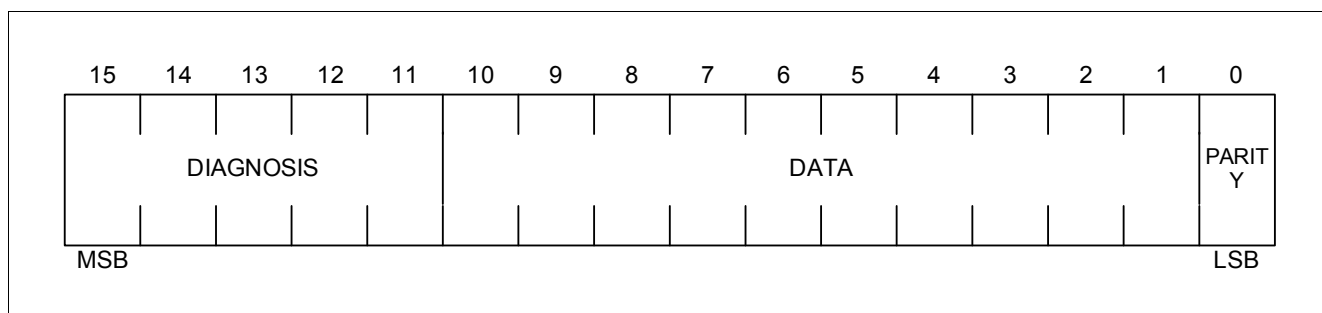 15 14 13 12 11 10 9 8 7 6 5 4 3 2 1 0
DIAGNOSIS DATA PARIT
Y
MSB LSB